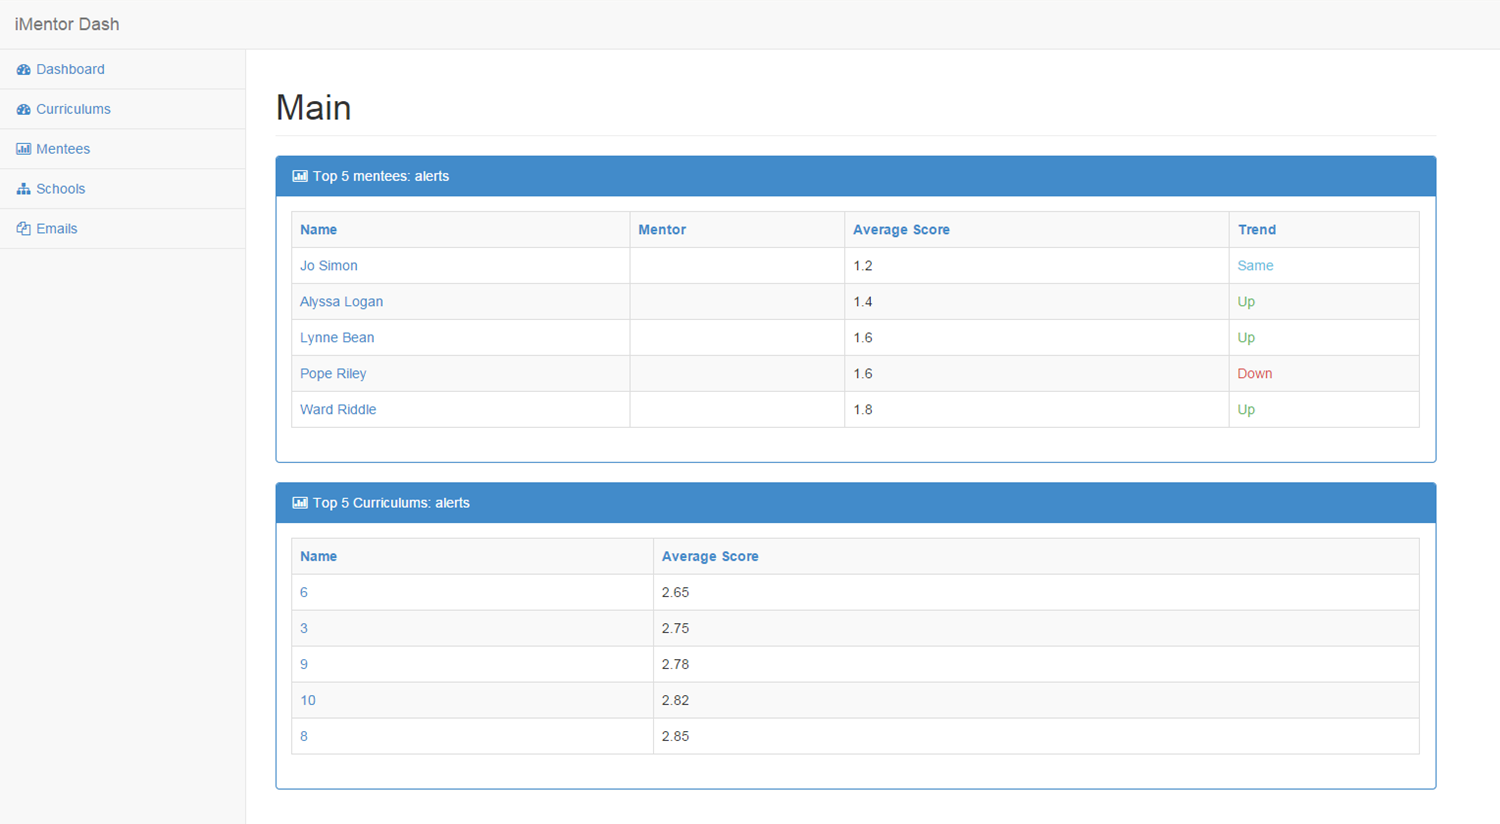 iMentor Dash
Dashboard
Curriculums
Mentees
Schools
Emails
Main
Top 5 mentees: alerts
Name Mentor Average Score Trend
Jo Simon 1.2 Same
Alyssa Logan 1.4 Up
Lynne Bean 1.6 Up
Pope Riley 1.6 Down
Ward Riddle 1.8 Up
Top 5 Curriculums: alerts
Name Average Score
6 2.65
3 2.75
9 2.78
10 2.82
8 2.85